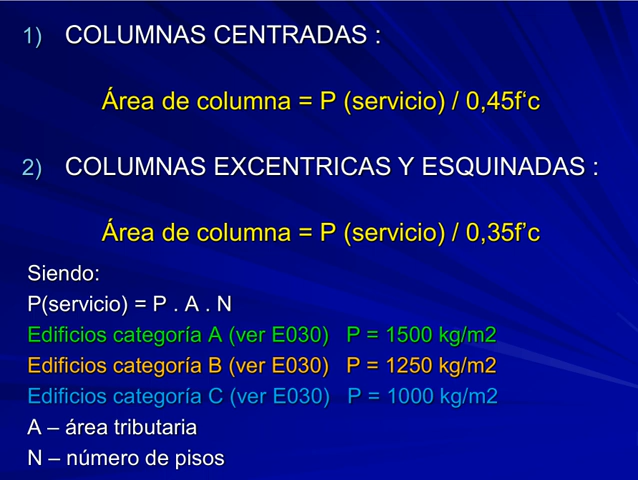 1) COLUMNAS CENTRADAS :
Área de columna = P (servicio) / 0,45f‘c
2) COLUMNAS EXCENTRICAS Y ESQUINADAS :
Área de columna = P (servicio) / 0,35f’c
Siendo:
P(servicio) = P . A . N
Edificios categoría A (ver E030) P = 1500 kg/m2
Edificios categoría B (ver E030) P = 1250 kg/m2
Edificios categoría C (ver E030) P = 1000 kg/m2
A – área tributaria
N – número de pisos